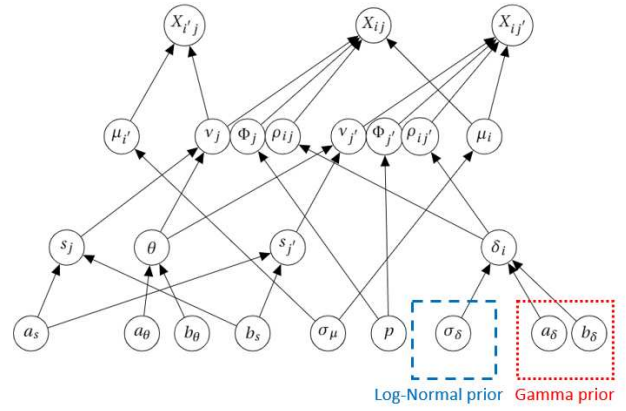 X_{i'j} X_{ij} X_{ij'}
μ_{i'} ν_j Φ_j ρ_{ij} ν_{j'} Φ_{j'} ρ_{ij'} μ_i
s_j θ s_{j'} δ_i
a_s a_θ b_θ b_s σ_μ p σ_δ a_δ b_δ
Log-Normal prior Gamma prior